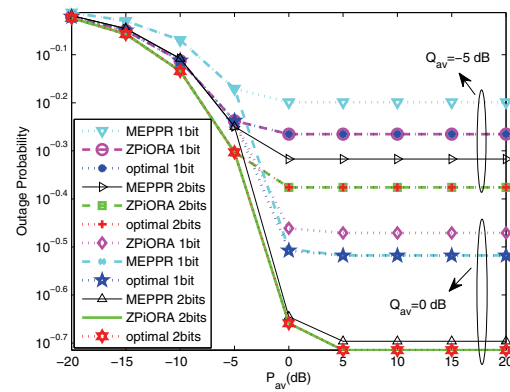 10^-0.1
10^-0.2
10^-0.3
10^-0.4
10^-0.5
10^-0.6
10^-0.7
Outage Probability
Q_av=−5 dB
MEPPR 1bit
ZPiORA 1bit
optimal 1bit
MEPPR 2bits
ZPiORA 2bits
optimal 2bits
ZPiORA 1bit
MEPPR 1bit
optimal 1bit
MEPPR 2bits
ZPiORA 2bits
optimal 2bits
Q_av=0 dB
−20 −15 −10 −5 0 5 10 15 20
P_av(dB)